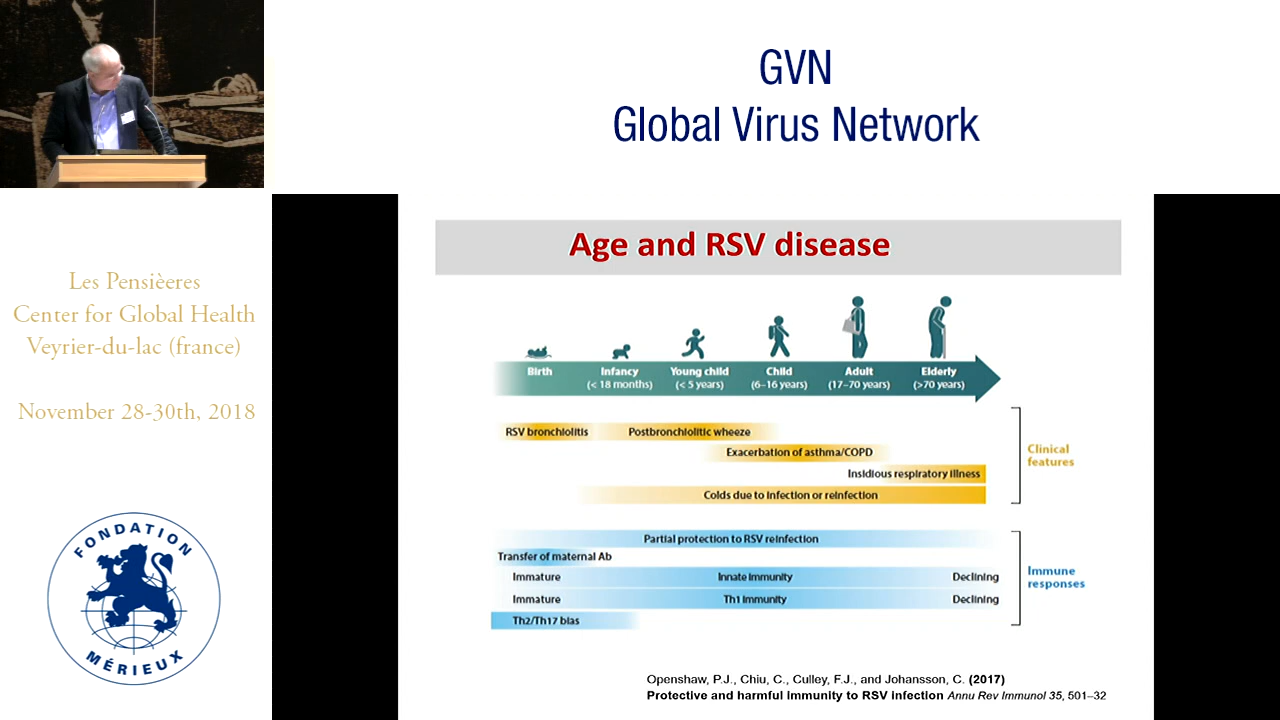 GVN
Global Virus Network
Les Pensièeres
Center for Global Health
Veyrier-du-lac (france)
November 28-30th, 2018
FONDATION
MÉRIEUX
Age and RSV disease
Birth
Infancy
(< 18 months)
Young child
(< 5 years)
Child
(6–16 years)
Adult
(17–70 years)
Elderly
(>70 years)
RSV bronchiolitis
Postbronchiolitic wheeze
Exacerbation of asthma/COPD
Insidious respiratory illness
Colds due to infection or reinfection
Clinical
features
Partial protection to RSV reinfection
Transfer of maternal Ab
Immature Innate immunity Declining
Immature Th1 immunity Declining
Th2/Th17 bias
Immune
responses
Openshaw, P.J., Chiu, C., Culley, F.J., and Johansson, C. (2017)
Protective and harmful immunity to RSV infection Annu Rev Immunol 35, 501–32